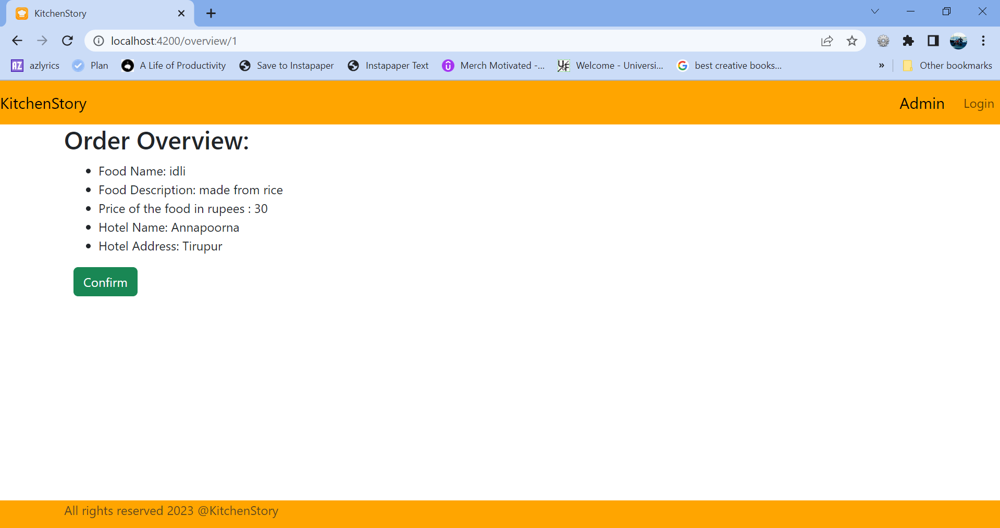 KitchenStory
localhost:4200/overview/1
azlyrics Plan A Life of Productivity Save to Instapaper Instapaper Text Merch Motivated -... Welcome - Universi... best creative books... » Other bookmarks
KitchenStory Admin Login
Order Overview:
• Food Name: idli
• Food Description: made from rice
• Price of the food in rupees : 30
• Hotel Name: Annapoorna
• Hotel Address: Tirupur
Confirm
All rights reserved 2023 @KitchenStory